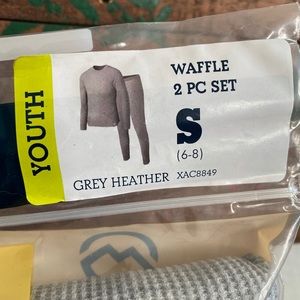 YOUTH
WAFFLE
2 PC SET
S
(6-8)
GREY HEATHER XAC8849